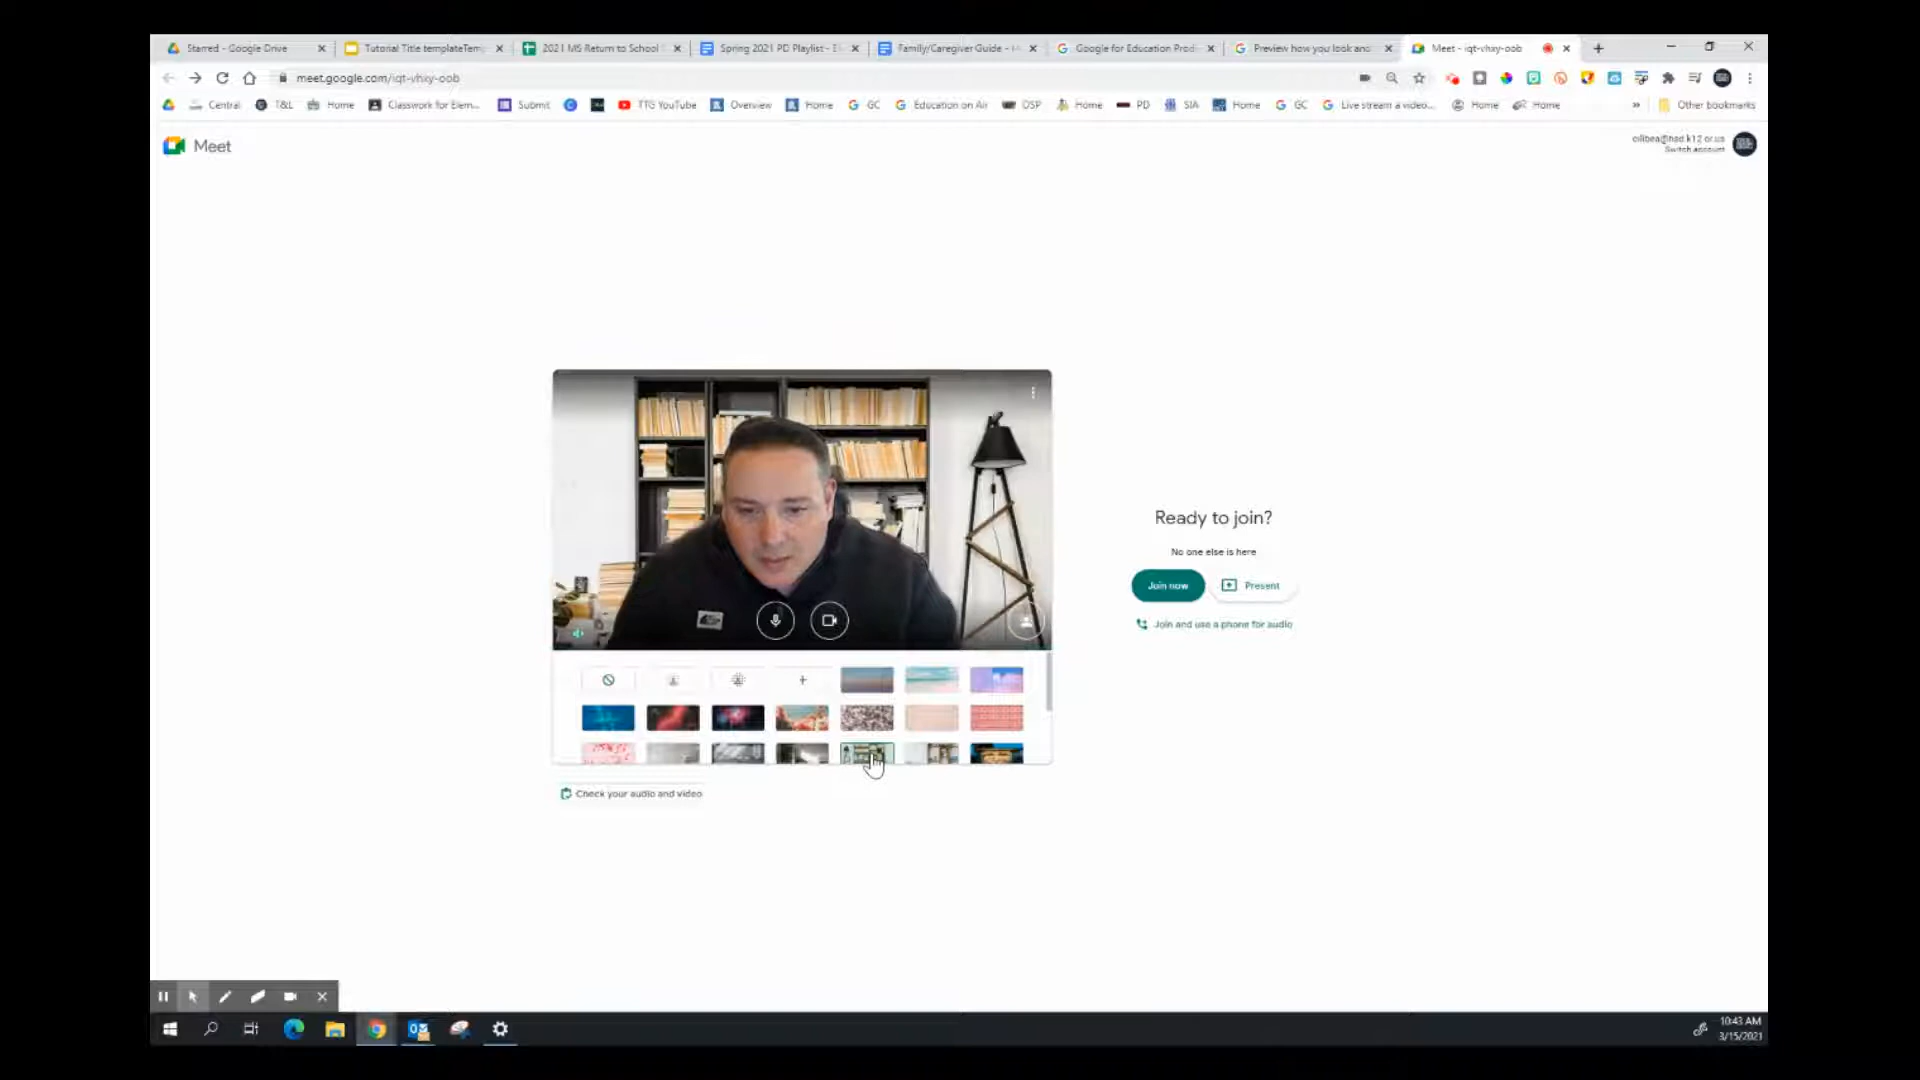 Starred - Google Drive
Tutorial Title templateTem
2021 MS Return to School
Spring 2021 PD Playlist - E
Family/Caregiver Guide -
Google for Education Prod
Preview how you look and
Meet - iqt-vhxy-oob
meet.google.com/iqt-vhxy-oob
Central
T&L
Home
Classwork for Elem...
Submit
TTG YouTube
Overview
Home
GC
Education on Air
DSP
Home
PD
SIA
Home
GC
Live stream a video...
Home
Home
»
Other bookmarks
Meet
Switch account
Ready to join?
No one else is here
Join now
Present
Join and use a phone for audio
Check your audio and video
10:43 AM
3/15/2021